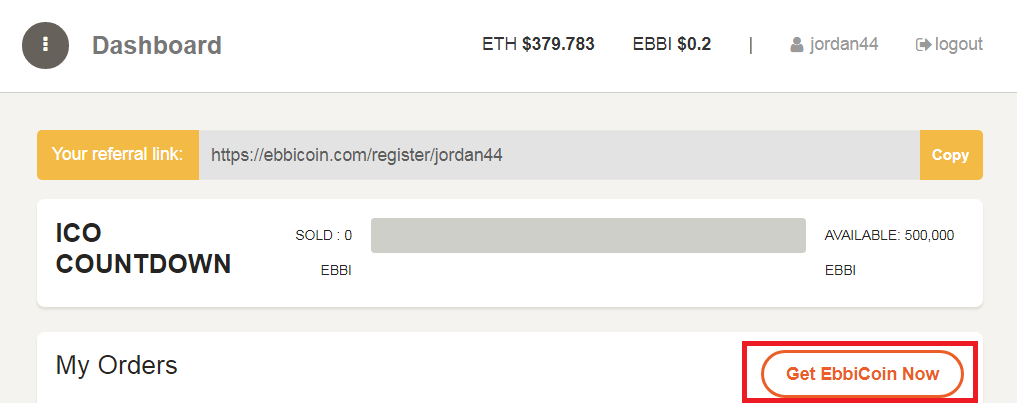 Dashboard ETH $379.783 EBBI $0.2 | jordan44 logout
Your referral link: https://ebbicoin.com/register/jordan44 Copy
ICO COUNTDOWN
SOLD : 0
EBBI
AVAILABLE: 500,000
EBBI
My Orders Get EbbiCoin Now